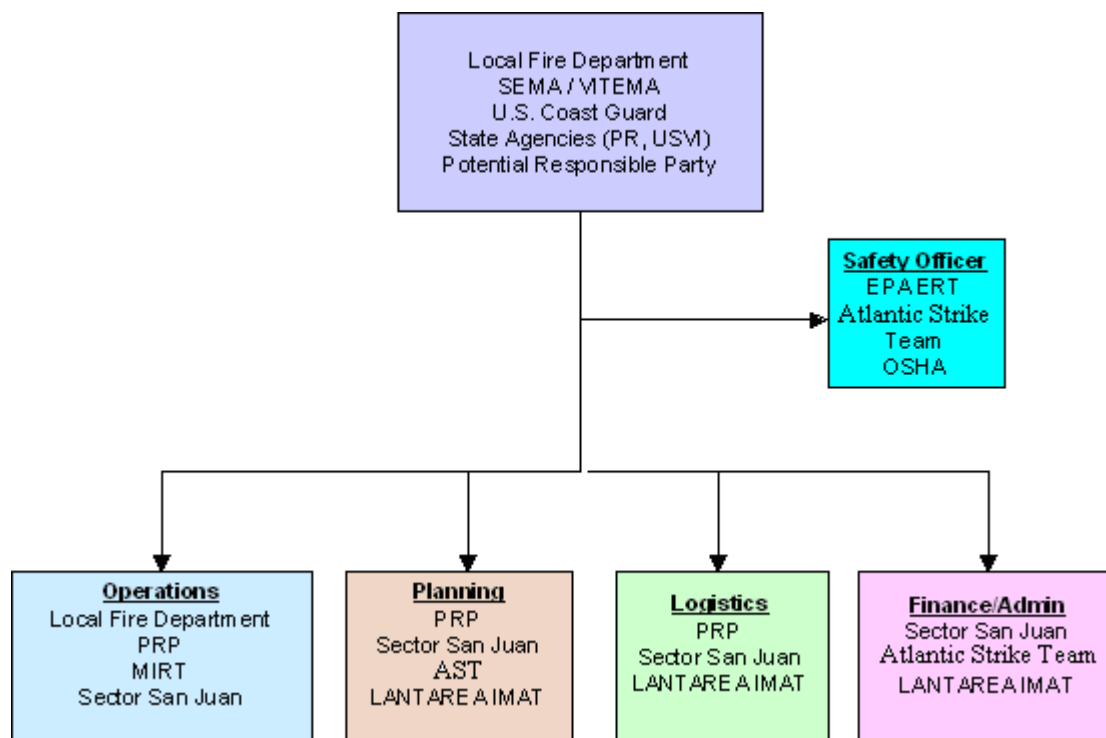 Local Fire Department
SEMA / VITEMA
U.S. Coast Guard
State Agencies (PR, USVI)
Potential Responsible Party
Safety Officer
EPAERT
Atlantic Strike
Team
OSHA
Operations
Local Fire Department
PRP
MIRT
Sector San Juan
Planning
PRP
Sector San Juan
AST
LANTAREA IMAT
Logistics
PRP
Sector San Juan
LANTAREA IMAT
Finance/Admin
Sector San Juan
Atlantic Strike Team
LANTAREA IMAT